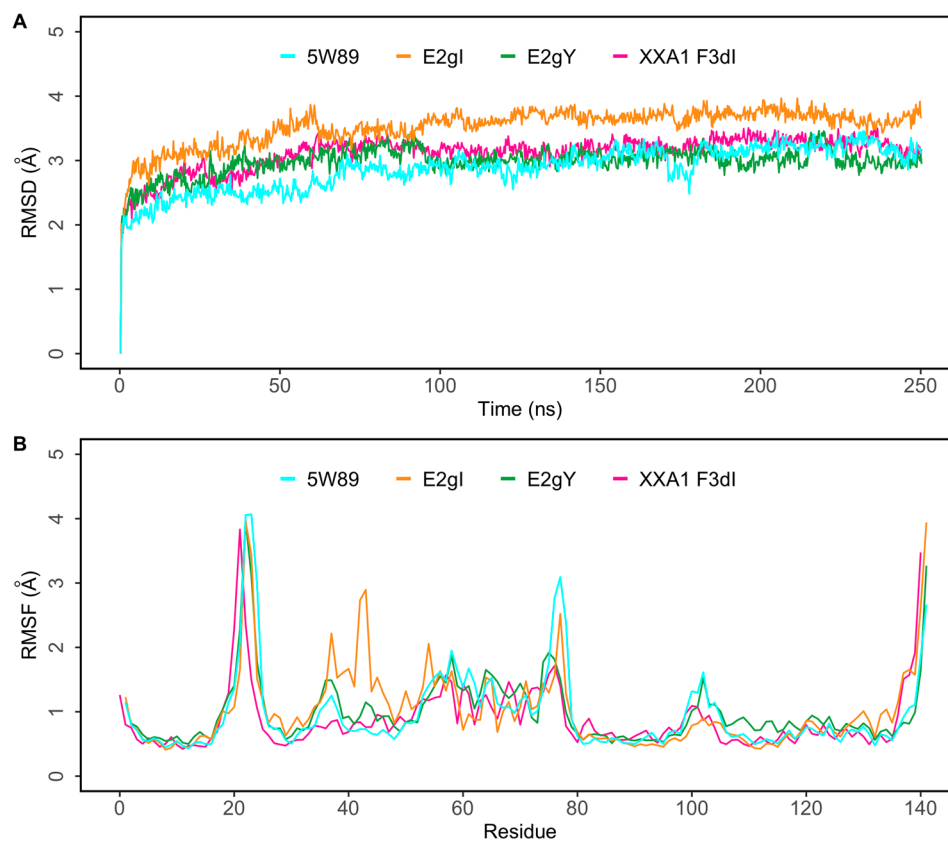 A
5W89 E2gI E2gY XXA1 F3dI
RMSD (Å)
5
4
3
2
1
0
0 50 100 150 200 250
Time (ns)
B
5W89 E2gI E2gY XXA1 F3dI
RMSF (Å)
5
4
3
2
1
0
0 20 40 60 80 100 120 140
Residue